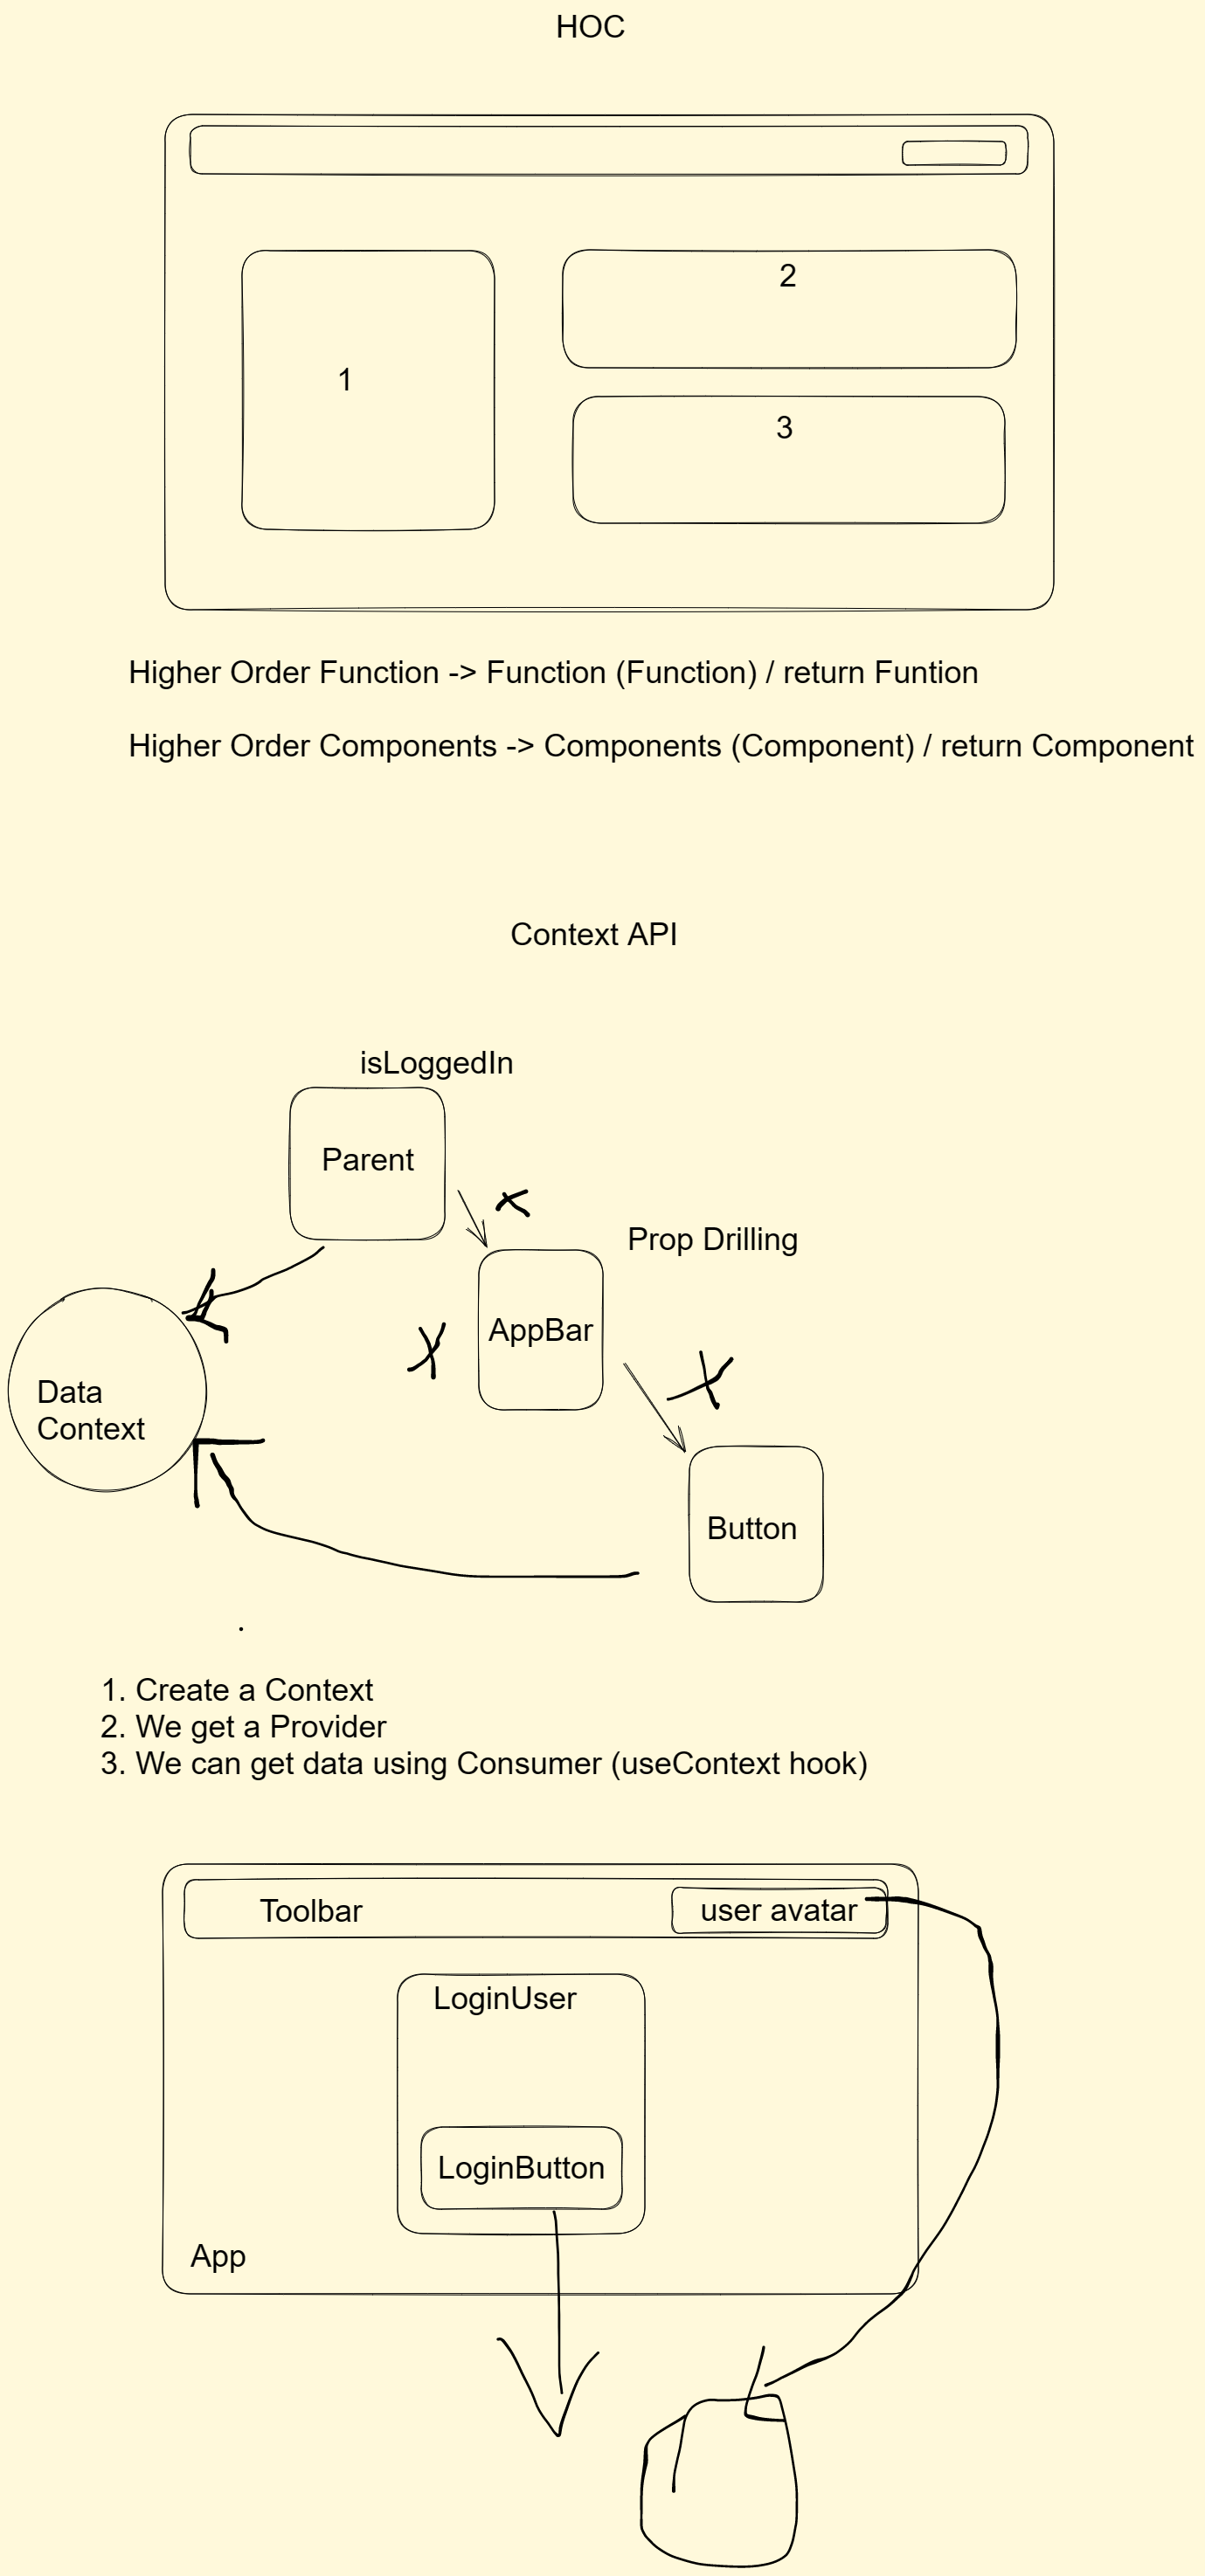 HOC
1
2
3
Higher Order Function -> Function (Function) / return Funtion
Higher Order Components -> Components (Component) / return Component
Context API
isLoggedIn
Parent
Prop Drilling
AppBar
Data
Context
Button
1. Create a Context
2. We get a Provider
3. We can get data using Consumer (useContext hook)
Toolbar
user avatar
LoginUser
LoginButton
App